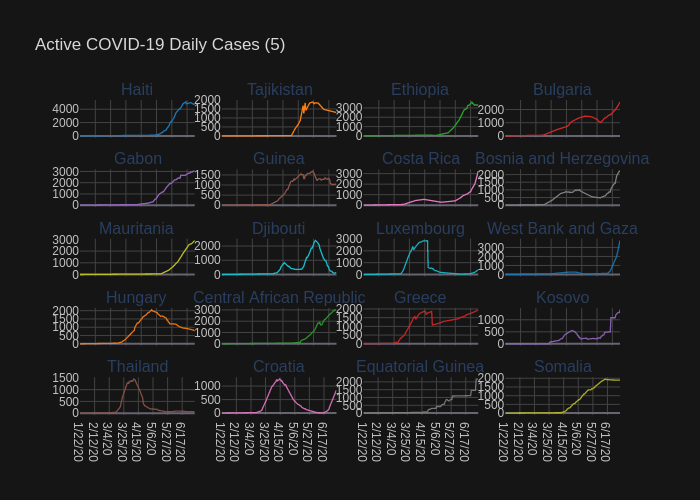 Active COVID-19 Daily Cases (5)
Haiti Tajikistan Ethiopia Bulgaria
4000 2000 0
2000 1500 1000 500 0
3000 2000 1000 0
2000 1000 0
Gabon Guinea Costa Rica Bosnia and Herzegovina
3000 2000 1000 0
1500 1000 500 0
3000 2000 1000 0
2000 1500 1000 500 0
Mauritania Djibouti Luxembourg West Bank and Gaza
3000 2000 1000 0
2000 1000 0
3000 2000 1000 0
3000 2000 1000 0
Hungary Central African Republic Greece Kosovo
2000 1500 1000 500 0
3000 2000 1000 0
2000 1500 1000 500 0
1000 500 0
Thailand Croatia Equatorial Guinea Somalia
1500 1000 500 0
1000 500 0
2000 1500 1000 500 0
2000 1500 1000 500 0
1/22/20 2/12/20 3/4/20 3/25/20 4/15/20 5/6/20 5/27/20 6/17/20
1/22/20 2/12/20 3/4/20 3/25/20 4/15/20 5/6/20 5/27/20 6/17/20
1/22/20 2/12/20 3/4/20 3/25/20 4/15/20 5/6/20 5/27/20 6/17/20
1/22/20 2/12/20 3/4/20 3/25/20 4/15/20 5/6/20 5/27/20 6/17/20